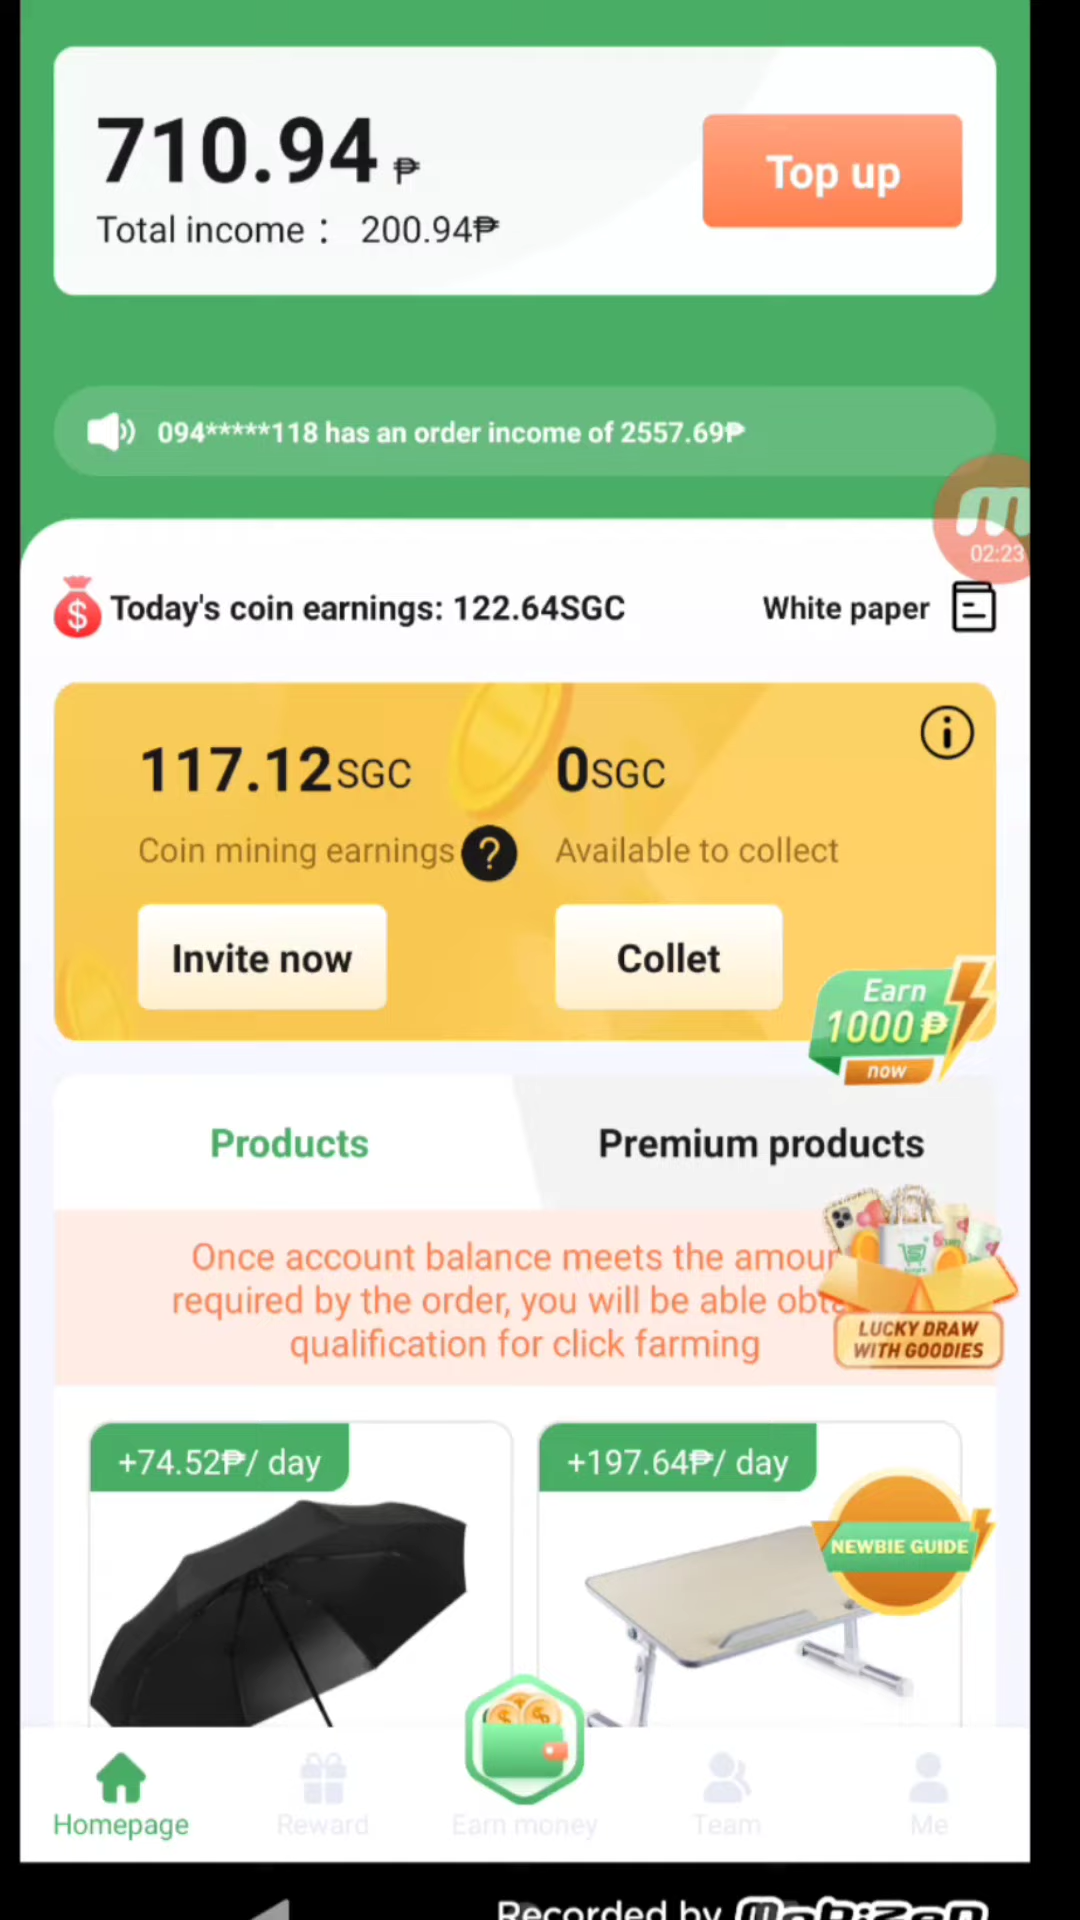 710.94 ₱
Total income： 200.94₱
Top up
094*****118 has an order income of 2557.69₱
02:23
Today's coin earnings: 122.64SGC
White paper
117.12SGC
0SGC
Coin mining earnings ?
Available to collect
Invite now
Collet
Earn
1000 ₱
now
Products
Premium products
Once account balance meets the amou
required by the order, you will be able obta
qualification for click farming
LUCKY DRAW
WITH GOODIES
+74.52₱/ day
+197.64₱/ day
NEWBIE GUIDE
Homepage
Reward
Earn money
Team
Me
Recorded by Mobizen